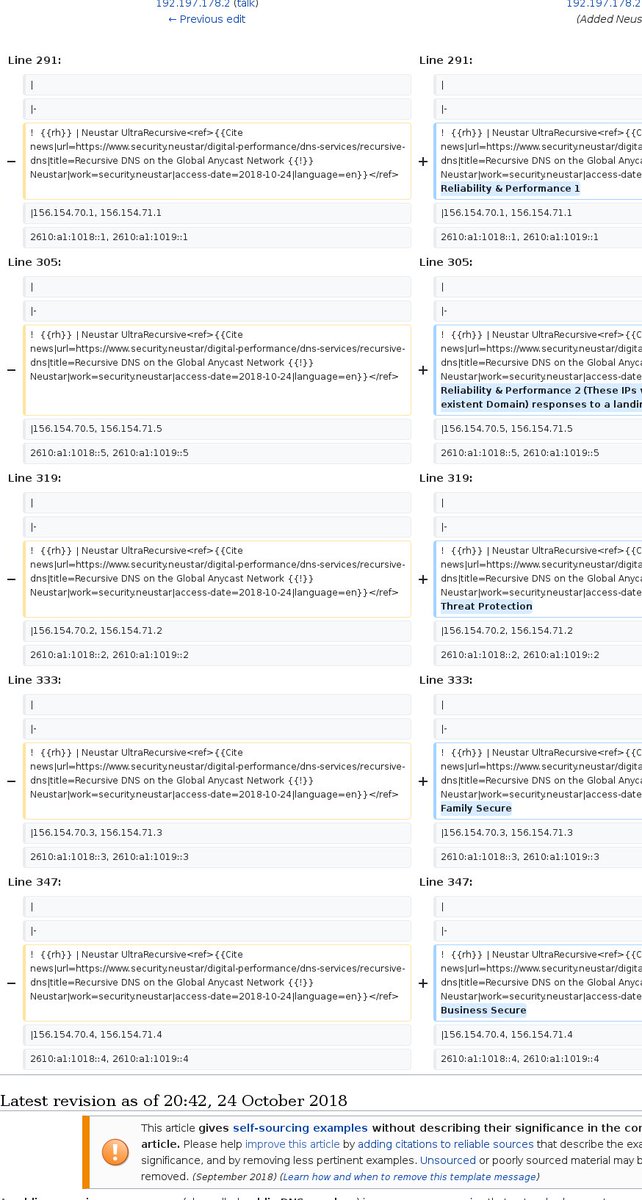 192.197.178.2 (talk)
192.197.178.2
← Previous edit
(Added Neus
Line 291:
Line 291:
|
|
|-
|-
! {{rh}} | Neustar UltraRecursive<ref>{{Cite
news|url=https://www.security.neustar/digital-performance/dns-services/recursive-
− dns|title=Recursive DNS on the Global Anycast Network {{!}}
Neustar|work=security.neustar|access-date=2018-10-24|language=en}}</ref>
! {{rh}} | Neustar UltraRecursive<ref>{{C
news|url=https://www.security.neustar/digita
+ dns|title=Recursive DNS on the Global Anyca
Neustar|work=security.neustar|access-date
Reliability & Performance 1
|156.154.70.1, 156.154.71.1
|156.154.70.1, 156.154.71.1
2610:a1:1018::1, 2610:a1:1019::1
2610:a1:1018::1, 2610:a1:1019::1
Line 305:
Line 305:
|
|
|-
|-
! {{rh}} | Neustar UltraRecursive<ref>{{Cite
news|url=https://www.security.neustar/digital-performance/dns-services/recursive-
− dns|title=Recursive DNS on the Global Anycast Network {{!}}
Neustar|work=security.neustar|access-date=2018-10-24|language=en}}</ref>
! {{rh}} | Neustar UltraRecursive<ref>{{C
news|url=https://www.security.neustar/digita
+ dns|title=Recursive DNS on the Global Anyca
Neustar|work=security.neustar|access-date
Reliability & Performance 2 (These IPs
existent Domain) responses to a landi
|156.154.70.5, 156.154.71.5
|156.154.70.5, 156.154.71.5
2610:a1:1018::5, 2610:a1:1019::5
2610:a1:1018::5, 2610:a1:1019::5
Line 319:
Line 319:
|
|
|-
|-
! {{rh}} | Neustar UltraRecursive<ref>{{Cite
news|url=https://www.security.neustar/digital-performance/dns-services/recursive-
− dns|title=Recursive DNS on the Global Anycast Network {{!}}
Neustar|work=security.neustar|access-date=2018-10-24|language=en}}</ref>
! {{rh}} | Neustar UltraRecursive<ref>{{C
news|url=https://www.security.neustar/digita
+ dns|title=Recursive DNS on the Global Anyca
Neustar|work=security.neustar|access-date
Threat Protection
|156.154.70.2, 156.154.71.2
|156.154.70.2, 156.154.71.2
2610:a1:1018::2, 2610:a1:1019::2
2610:a1:1018::2, 2610:a1:1019::2
Line 333:
Line 333:
|
|
|-
|-
! {{rh}} | Neustar UltraRecursive<ref>{{Cite
news|url=https://www.security.neustar/digital-performance/dns-services/recursive-
− dns|title=Recursive DNS on the Global Anycast Network {{!}}
Neustar|work=security.neustar|access-date=2018-10-24|language=en}}</ref>
! {{rh}} | Neustar UltraRecursive<ref>{{C
news|url=https://www.security.neustar/digita
+ dns|title=Recursive DNS on the Global Anyca
Neustar|work=security.neustar|access-date
Family Secure
|156.154.70.3, 156.154.71.3
|156.154.70.3, 156.154.71.3
2610:a1:1018::3, 2610:a1:1019::3
2610:a1:1018::3, 2610:a1:1019::3
Line 347:
Line 347:
|
|
|-
|-
! {{rh}} | Neustar UltraRecursive<ref>{{Cite
news|url=https://www.security.neustar/digital-performance/dns-services/recursive-
− dns|title=Recursive DNS on the Global Anycast Network {{!}}
Neustar|work=security.neustar|access-date=2018-10-24|language=en}}</ref>
! {{rh}} | Neustar UltraRecursive<ref>{{C
news|url=https://www.security.neustar/digita
+ dns|title=Recursive DNS on the Global Anyca
Neustar|work=security.neustar|access-date
Business Secure
|156.154.70.4, 156.154.71.4
|156.154.70.4, 156.154.71.4
2610:a1:1018::4, 2610:a1:1019::4
2610:a1:1018::4, 2610:a1:1019::4
Latest revision as of 20:42, 24 October 2018
This article gives self-sourcing examples without describing their significance in the co
article. Please help improve this article by adding citations to reliable sources that describe the exa
significance, and by removing less pertinent examples. Unsourced or poorly sourced material may b
removed. (September 2018) (Learn how and when to remove this template message)